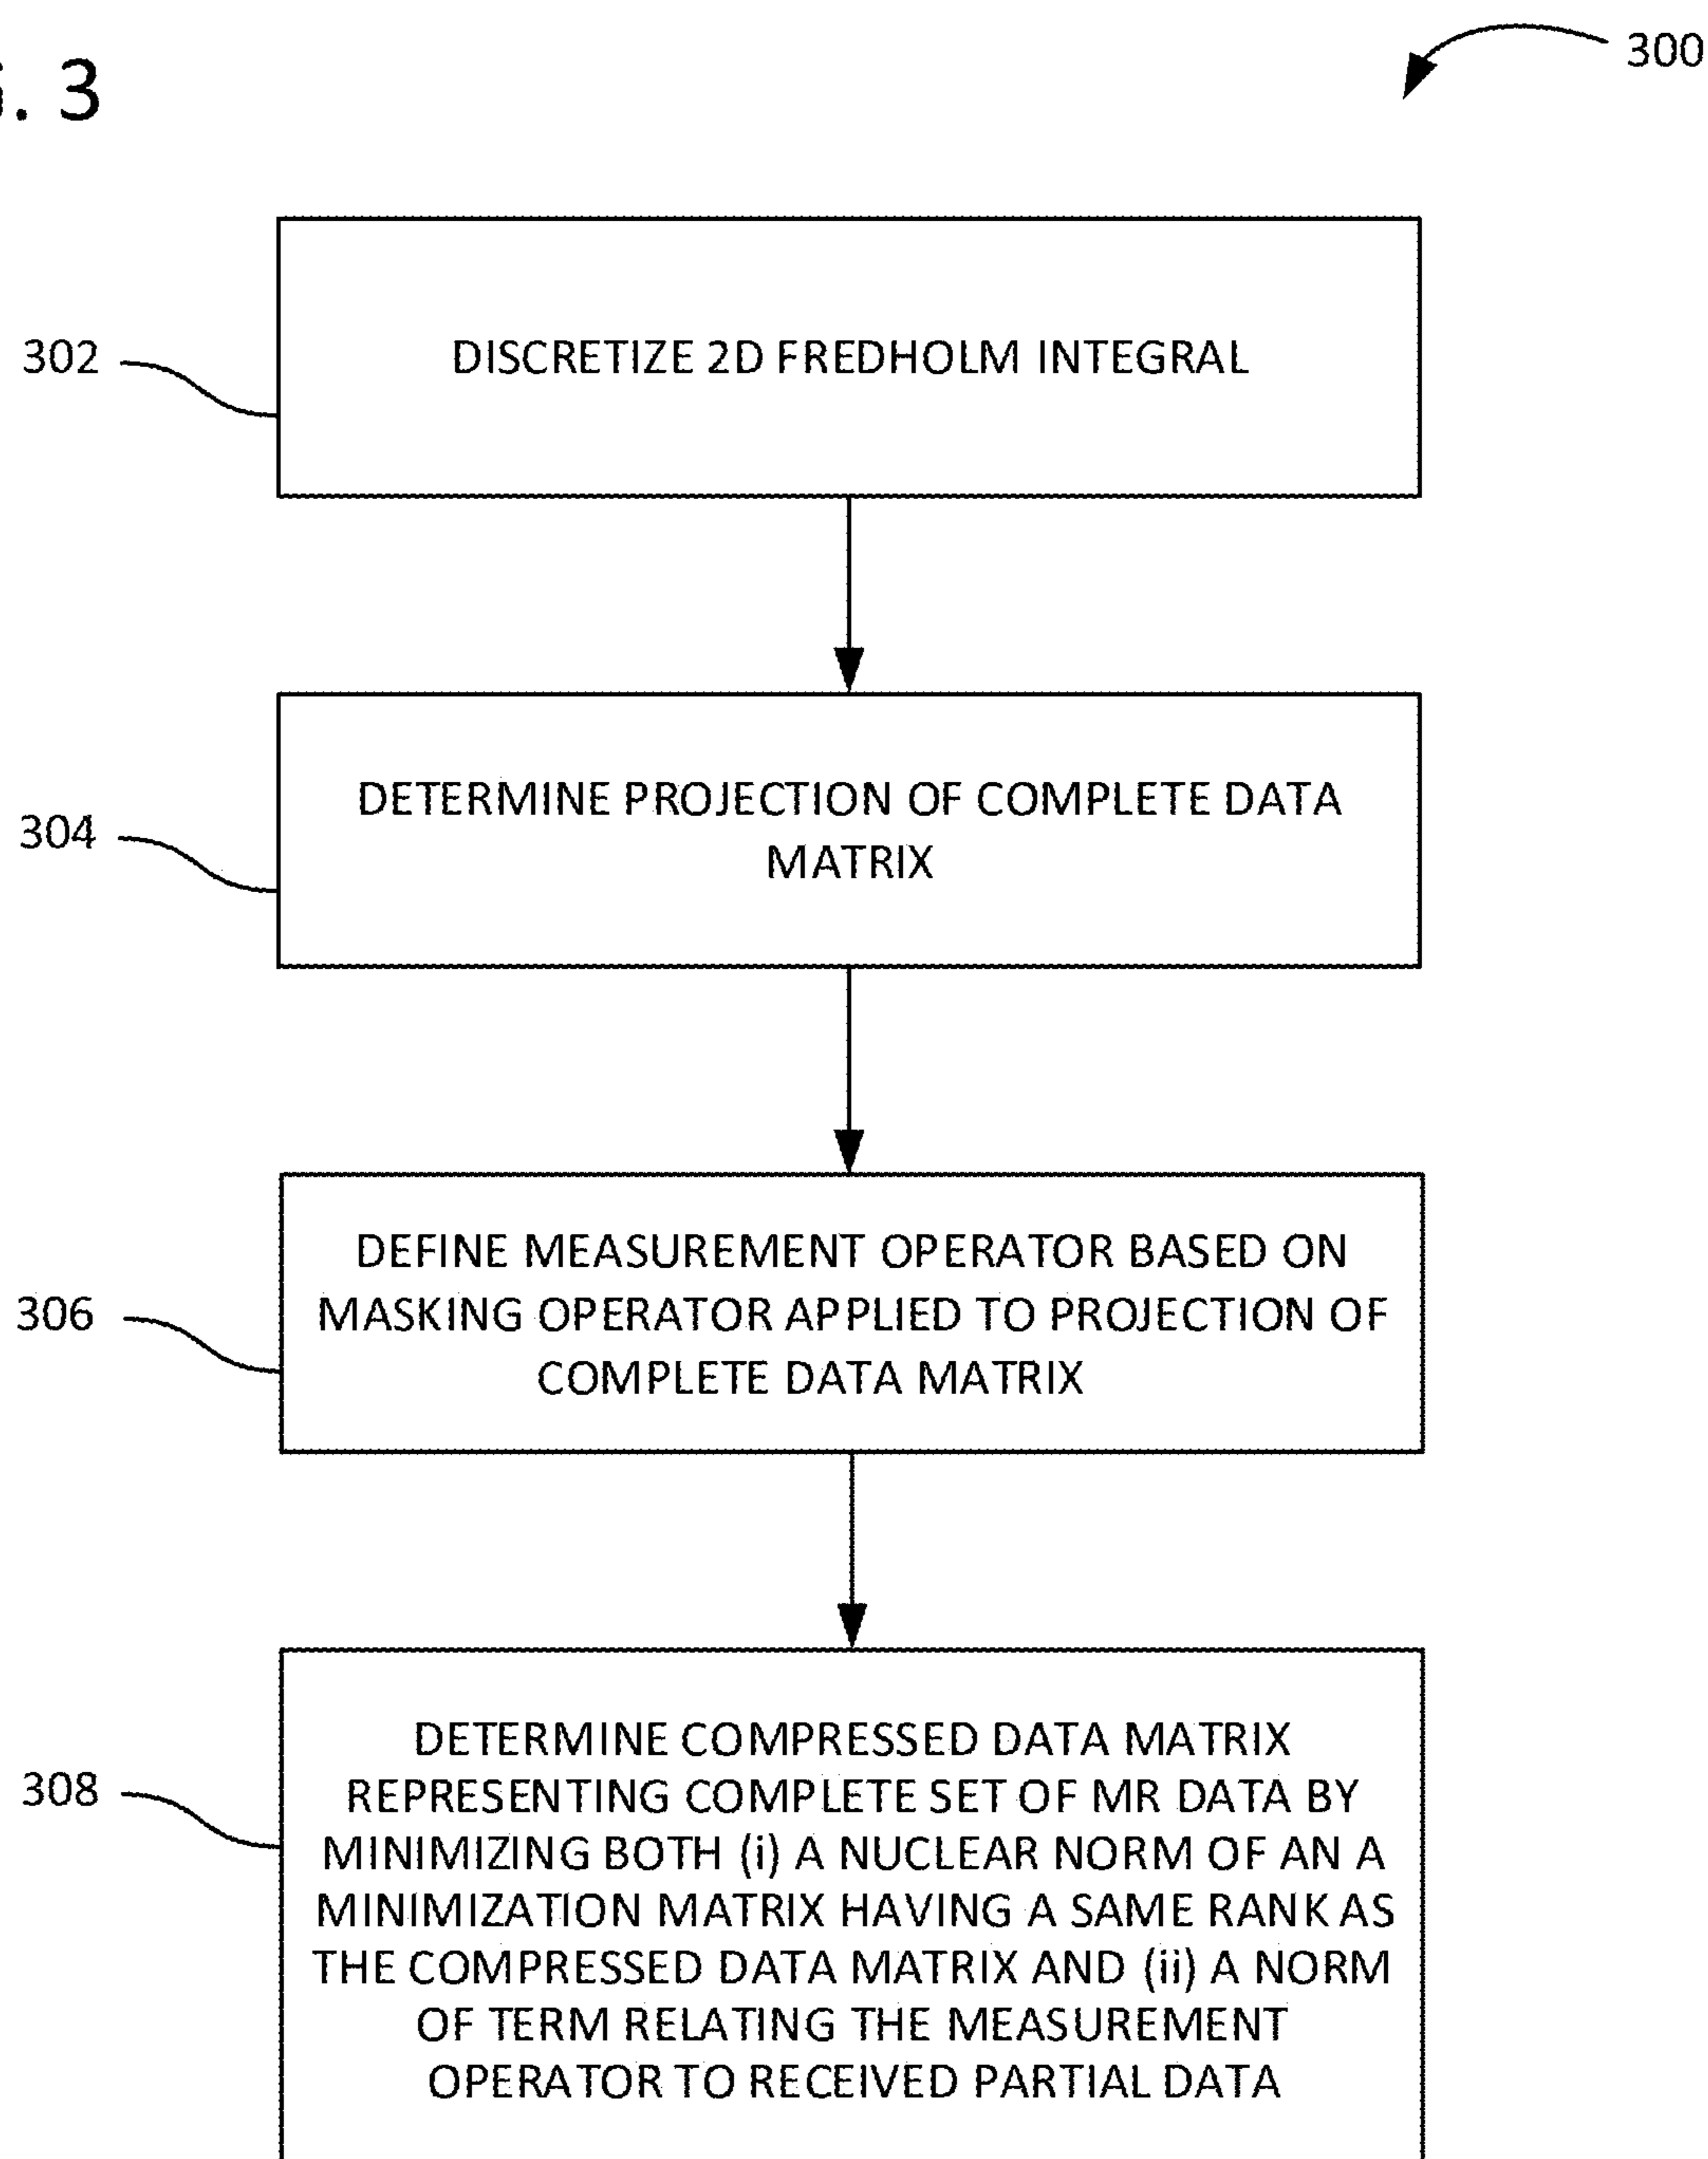 . 3
300
302
DISCRETIZE 2D FREDHOLM INTEGRAL
304
DETERMINE PROJECTION OF COMPLETE DATA
MATRIX
306
DEFINE MEASUREMENT OPERATOR BASED ON
MASKING OPERATOR APPLIED TO PROJECTION OF
COMPLETE DATA MATRIX
308
DETERMINE COMPRESSED DATA MATRIX
REPRESENTING COMPLETE SET OF MR DATA BY
MINIMIZING BOTH (i) A NUCLEAR NORM OF AN A
MINIMIZATION MATRIX HAVING A SAME RANK AS
THE COMPRESSED DATA MATRIX AND (ii) A NORM
OF TERM RELATING THE MEASUREMENT
OPERATOR TO RECEIVED PARTIAL DATA